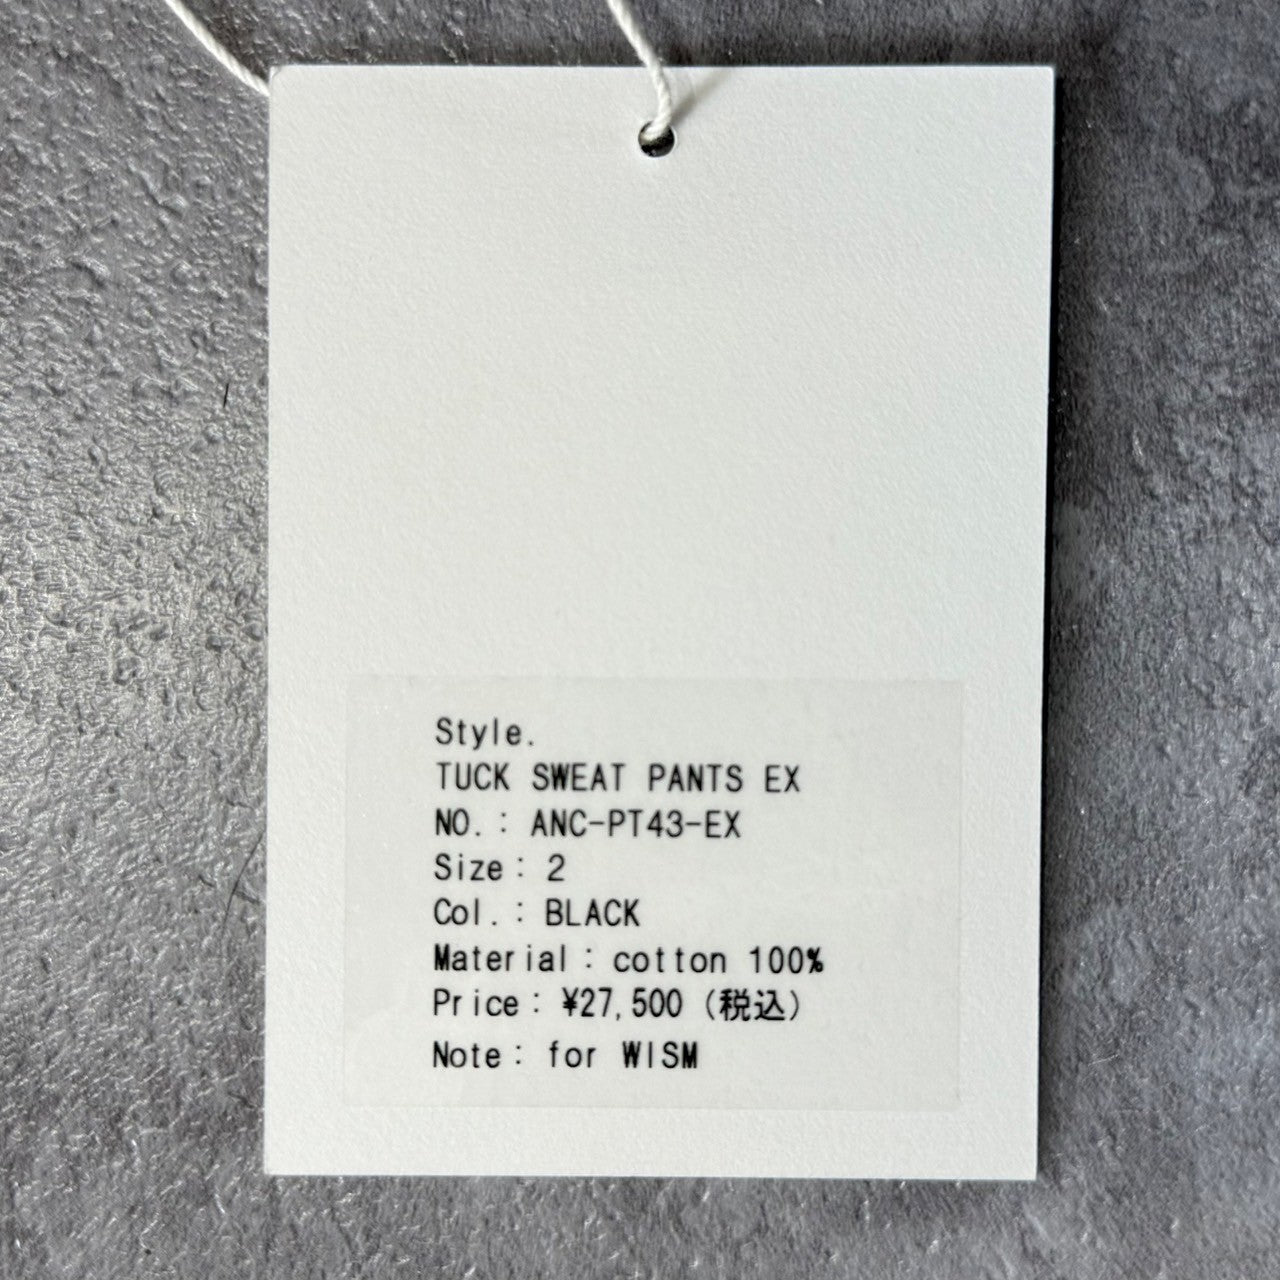 Style.
TUCK SWEAT PANTS EX
NO.: ANC-PT43-EX
Size: 2
Col.: BLACK
Material: cotton 100%
Price: ¥27,500 (税込)
Note: for WISM